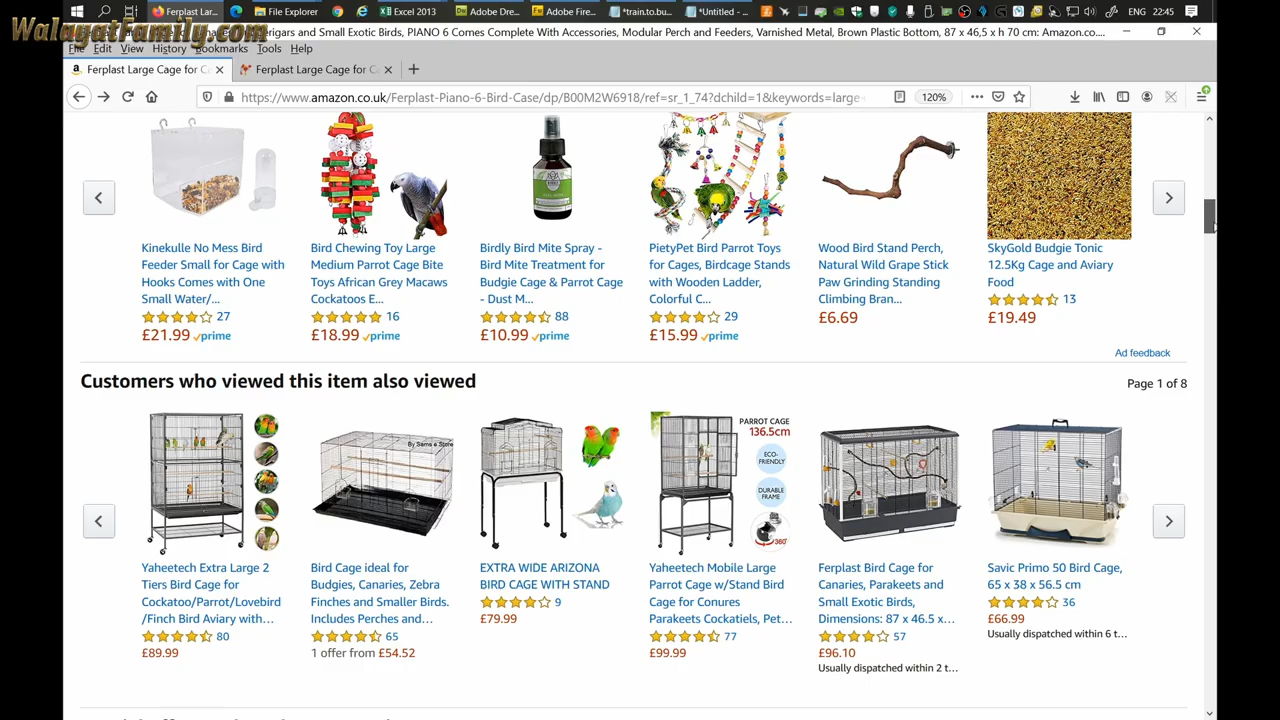 WalayatFamily.com
Ferplast Lar...
File Explorer
Excel 2013
Adobe Dre...
Adobe Fire...
*train.to.bu...
*Untitled - ...
ENG 22:45
erigars and Small Exotic Birds, PIANO 6 Comes Complete With Accessories, Modular Perch and Feeders, Varnished Metal, Brown Plastic Bottom, 87 x 46,5 x h 70 cm: Amazon.co....
File Edit View History Bookmarks Tools Help
Ferplast Large Cage for C
Ferplast Large Cage for C
https://www.amazon.co.uk/Ferplast-Piano-6-Bird-Case/dp/B00M2W6918/ref=sr_1_74?dchild=1&keywords=large-
120%
Kinekulle No Mess Bird
Feeder Small for Cage with
Hooks Comes with One
Small Water/...
27
£21.99 prime
Bird Chewing Toy Large
Medium Parrot Cage Bite
Toys African Grey Macaws
Cockatoos E...
16
£18.99 prime
Birdly Bird Mite Spray -
Bird Mite Treatment for
Budgie Cage & Parrot Cage
- Dust M...
88
£10.99 prime
PietyPet Bird Parrot Toys
for Cages, Birdcage Stands
with Wooden Ladder,
Colorful C...
29
£15.99 prime
Wood Bird Stand Perch,
Natural Wild Grape Stick
Paw Grinding Standing
Climbing Bran...
£6.69
SkyGold Budgie Tonic
12.5Kg Cage and Aviary
Food
13
£19.49
Ad feedback
Customers who viewed this item also viewed
Page 1 of 8
By Sams e Store
PARROT CAGE
136.5cm
ECO-
FRIENDLY
DURABLE
FRAME
360°
Yaheetech Extra Large 2
Tiers Bird Cage for
Cockatoo/Parrot/Lovebird
/Finch Bird Aviary with...
80
£89.99
Bird Cage ideal for
Budgies, Canaries, Zebra
Finches and Smaller Birds.
Includes Perches and...
65
1 offer from £54.52
EXTRA WIDE ARIZONA
BIRD CAGE WITH STAND
9
£79.99
Yaheetech Mobile Large
Parrot Cage w/Stand Bird
Cage for Conures
Parakeets Cockatiels, Pet...
77
£99.99
Ferplast Bird Cage for
Canaries, Parakeets and
Small Exotic Birds,
Dimensions: 87 x 46.5 x...
57
£96.10
Usually dispatched within 2 t...
Savic Primo 50 Bird Cage,
65 x 38 x 56.5 cm
36
£66.99
Usually dispatched within 6 t...